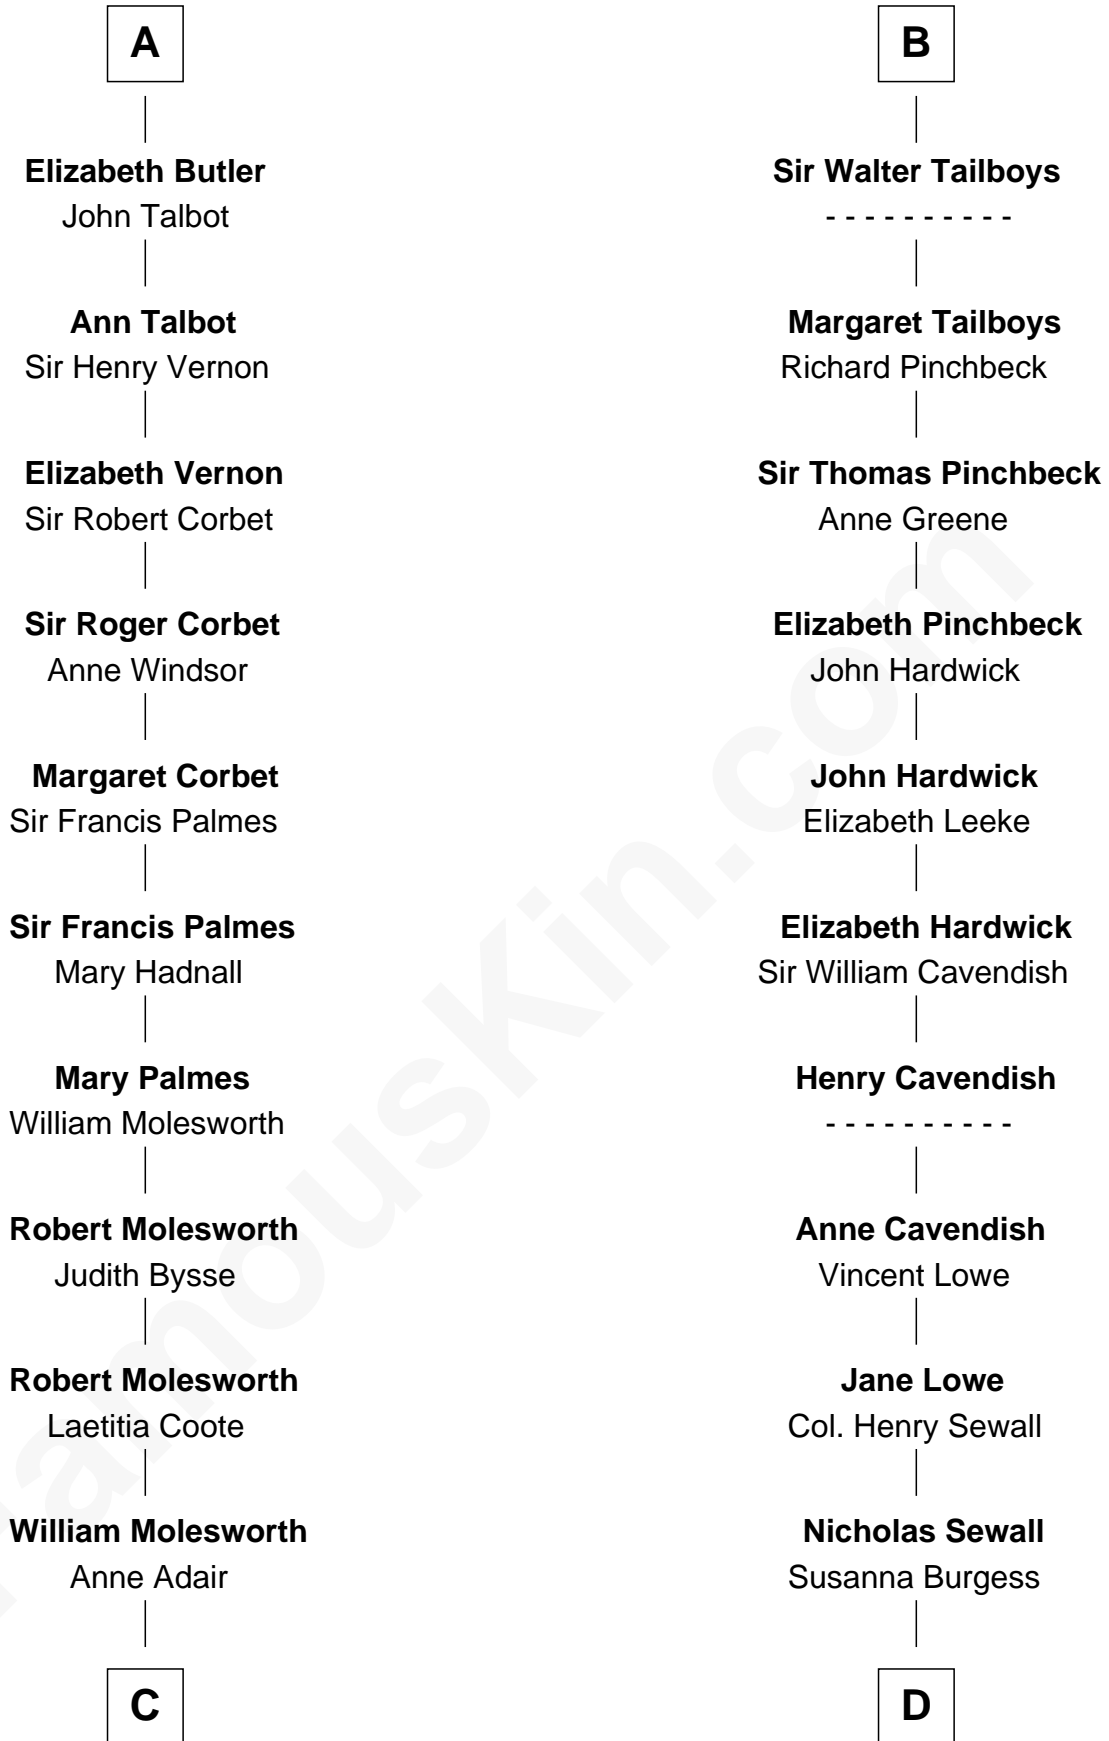 A
Elizabeth Butler
John Talbot
Ann Talbot
Sir Henry Vernon
Elizabeth Vernon
Sir Robert Corbet
Sir Roger Corbet
Anne Windsor
Margaret Corbet
Sir Francis Palmes
Sir Francis Palmes
Mary Hadnall
Mary Palmes
William Molesworth
Robert Molesworth
Judith Bysse
Robert Molesworth
Laetitia Coote
William Molesworth
Anne Adair
C
B
Sir Walter Tailboys
- - - - - - - - - -
Margaret Tailboys
Richard Pinchbeck
Sir Thomas Pinchbeck
Anne Greene
Elizabeth Pinchbeck
John Hardwick
John Hardwick
Elizabeth Leeke
Elizabeth Hardwick
Sir William Cavendish
Henry Cavendish
- - - - - - - - - -
Anne Cavendish
Vincent Lowe
Jane Lowe
Col. Henry Sewall
Nicholas Sewall
Susanna Burgess
D
FamousKin.com